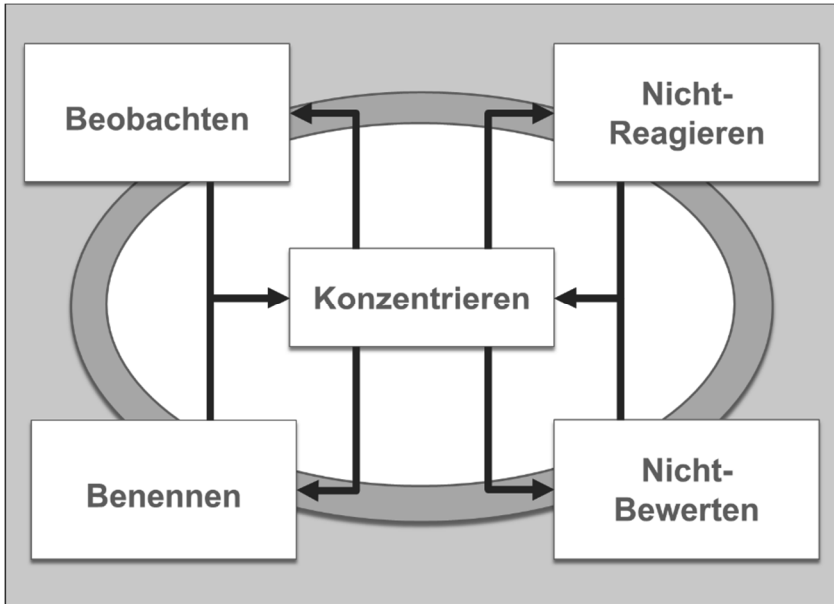 Beobachten
Nicht-
Reagieren
Konzentrieren
Benennen
Nicht-
Bewerten